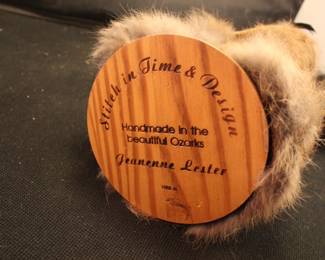 Stitch in Time & Design
Handmade in the
beautiful Ozarks
Jeanenne Lester